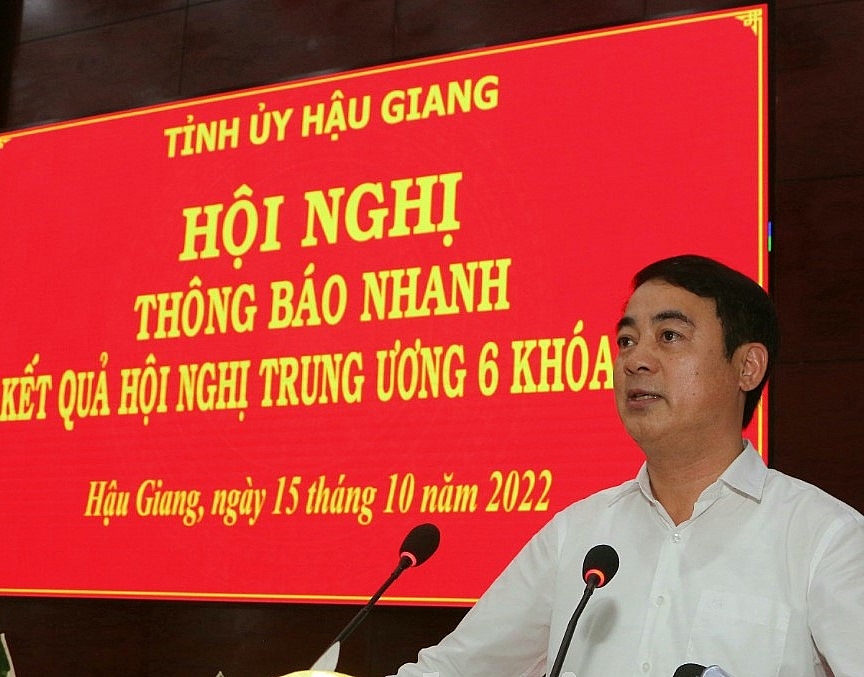 TỈNH ỦY HẬU GIANG
HỘI NGHỊ
THÔNG BÁO NHANH
KẾT QUẢ HỘI NGHỊ TRUNG ƯƠNG 6 KHÓA
Hậu Giang, ngày 15 tháng 10 năm 2022